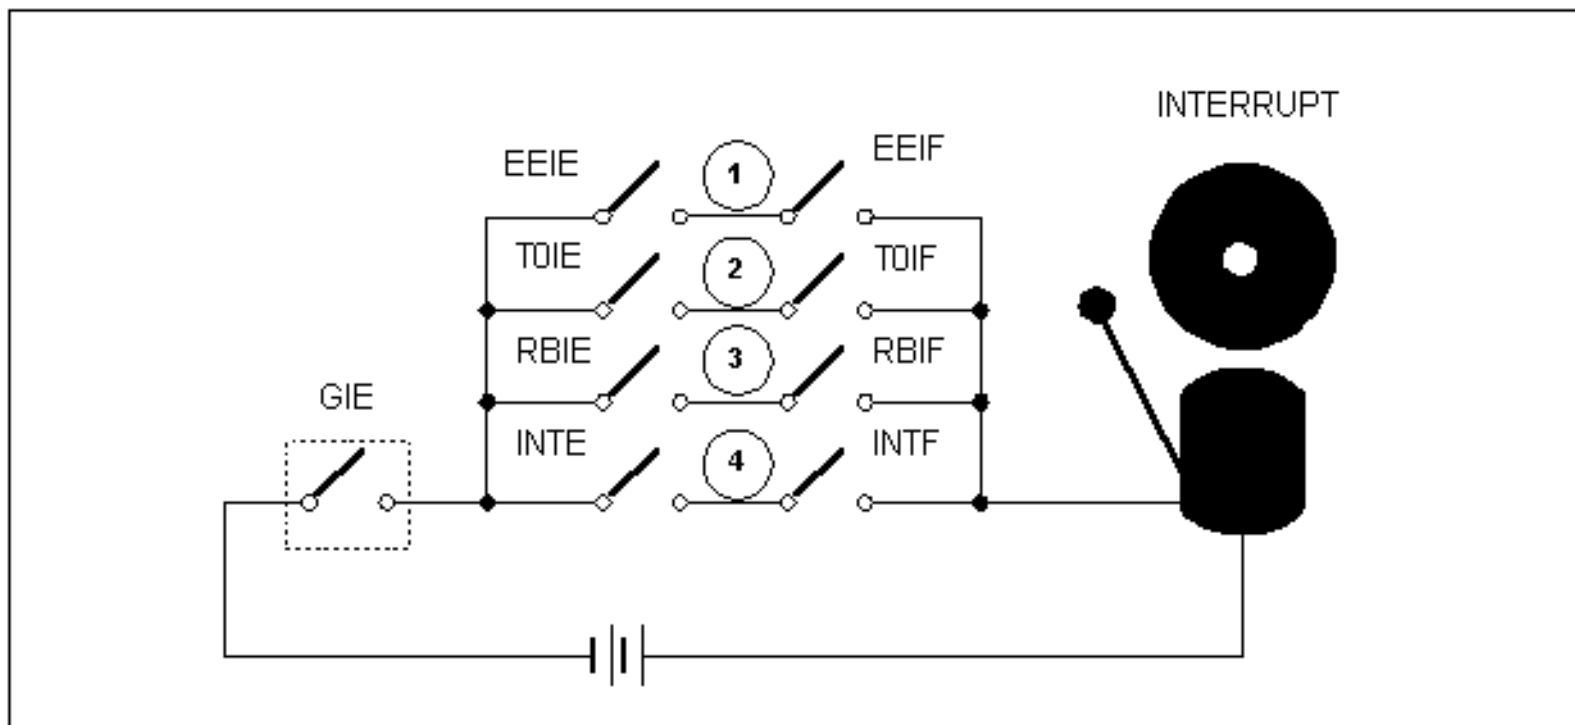 INTERRUPT
EEIE 1 EEIF
T0IE 2 T0IF
RBIE 3 RBIF
GIE
INTE 4 INTF